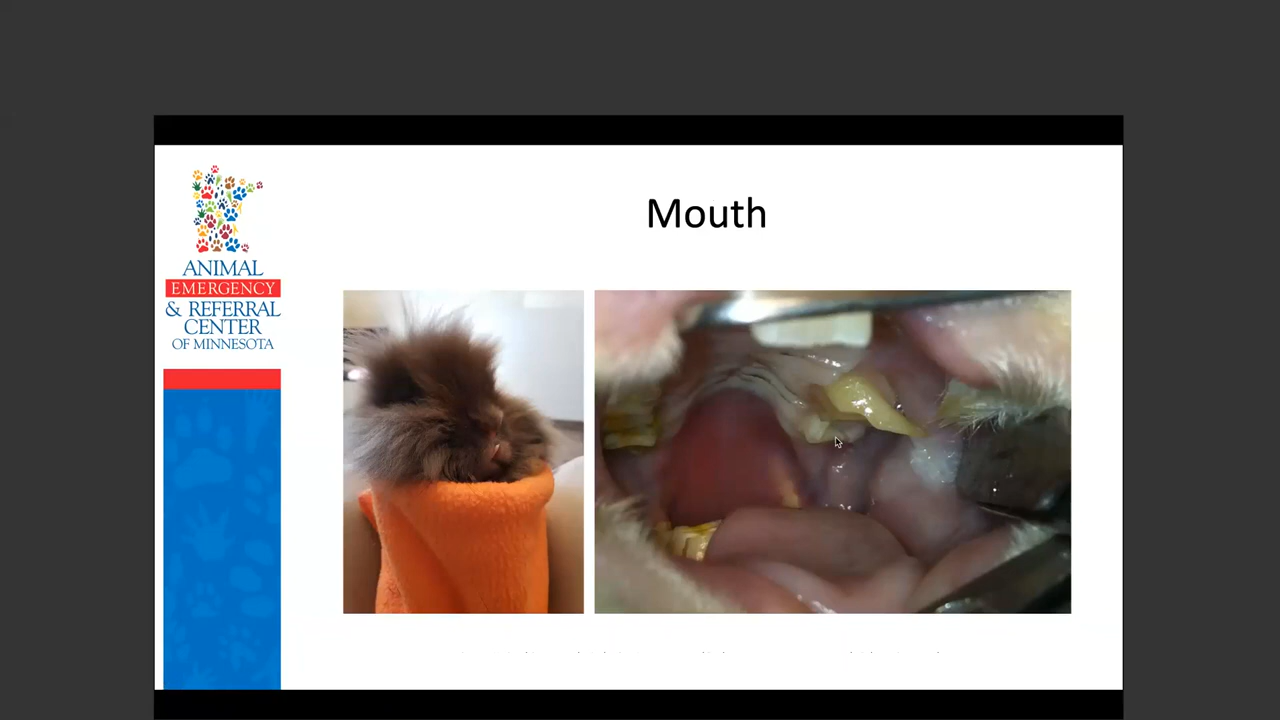 Mouth
ANIMAL
EMERGENCY
& REFERRAL
CENTER
OF MINNESOTA